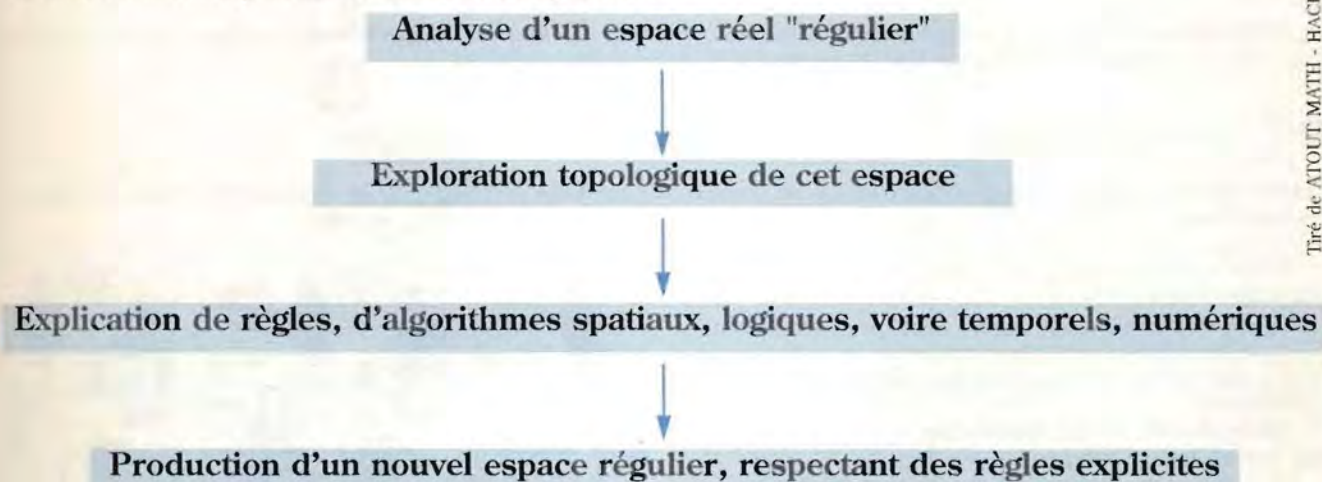 Analyse d'un espace réel "régulier"
Exploration topologique de cet espace
Explication de règles, d'algorithmes spatiaux, logiques, voire temporels, numériques
Production d'un nouvel espace régulier, respectant des règles explicites
Tiré de ATOUT MATH -